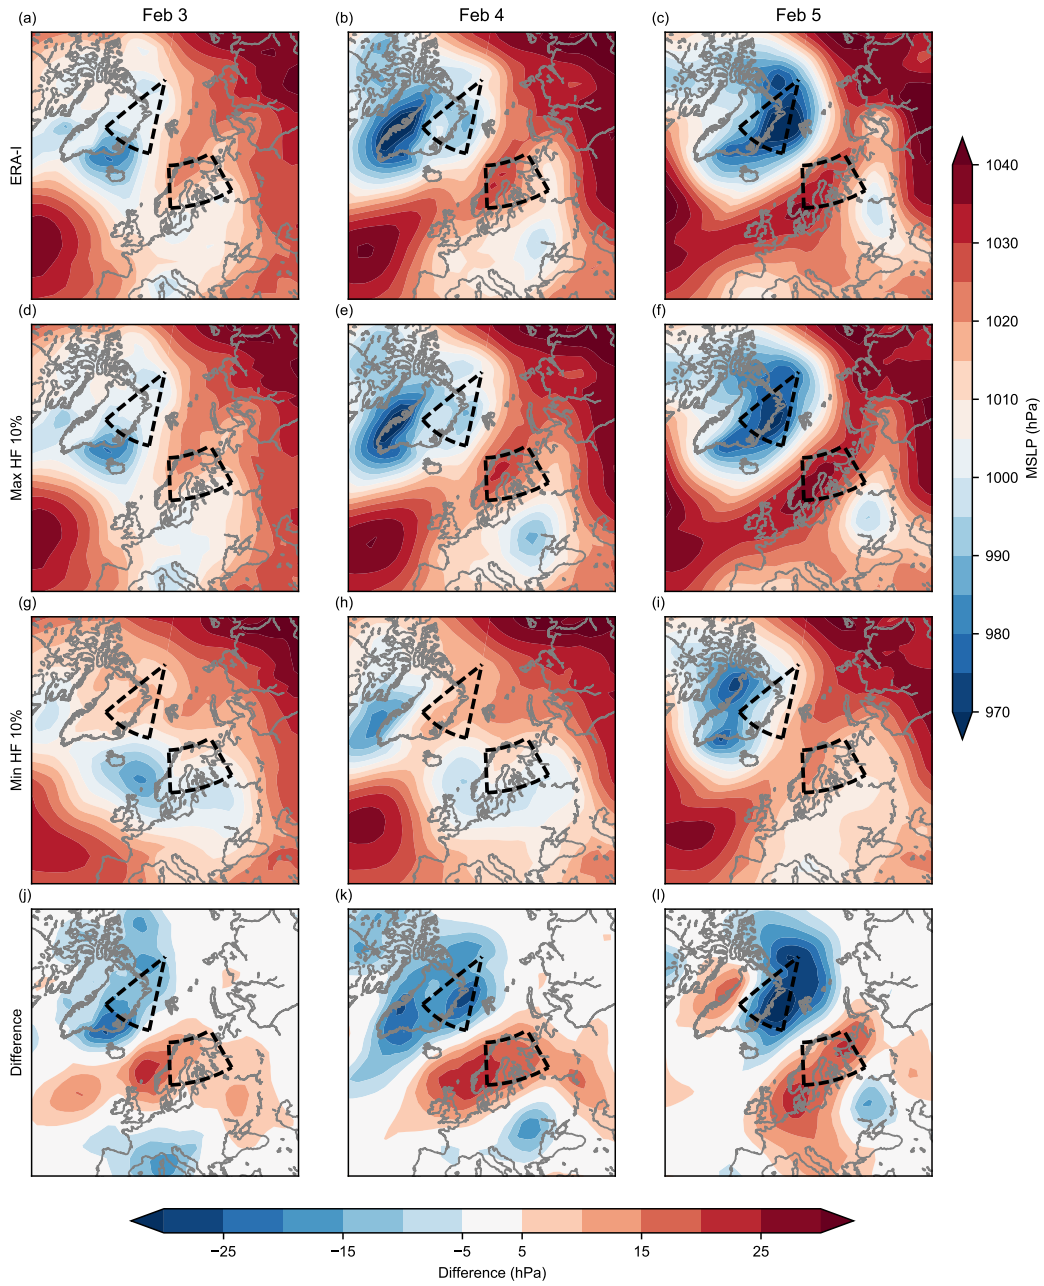 Feb 3 Feb 4 Feb 5
(a) (b) (c)
ERA-I
(d) (e) (f)
Max HF 10%
(g) (h) (i)
Min HF 10%
(j) (k) (l)
Difference
1040
1030
1020
1010
1000
990
980
970
MSLP (hPa)
−25 −15 −5 5 15 25
Difference (hPa)